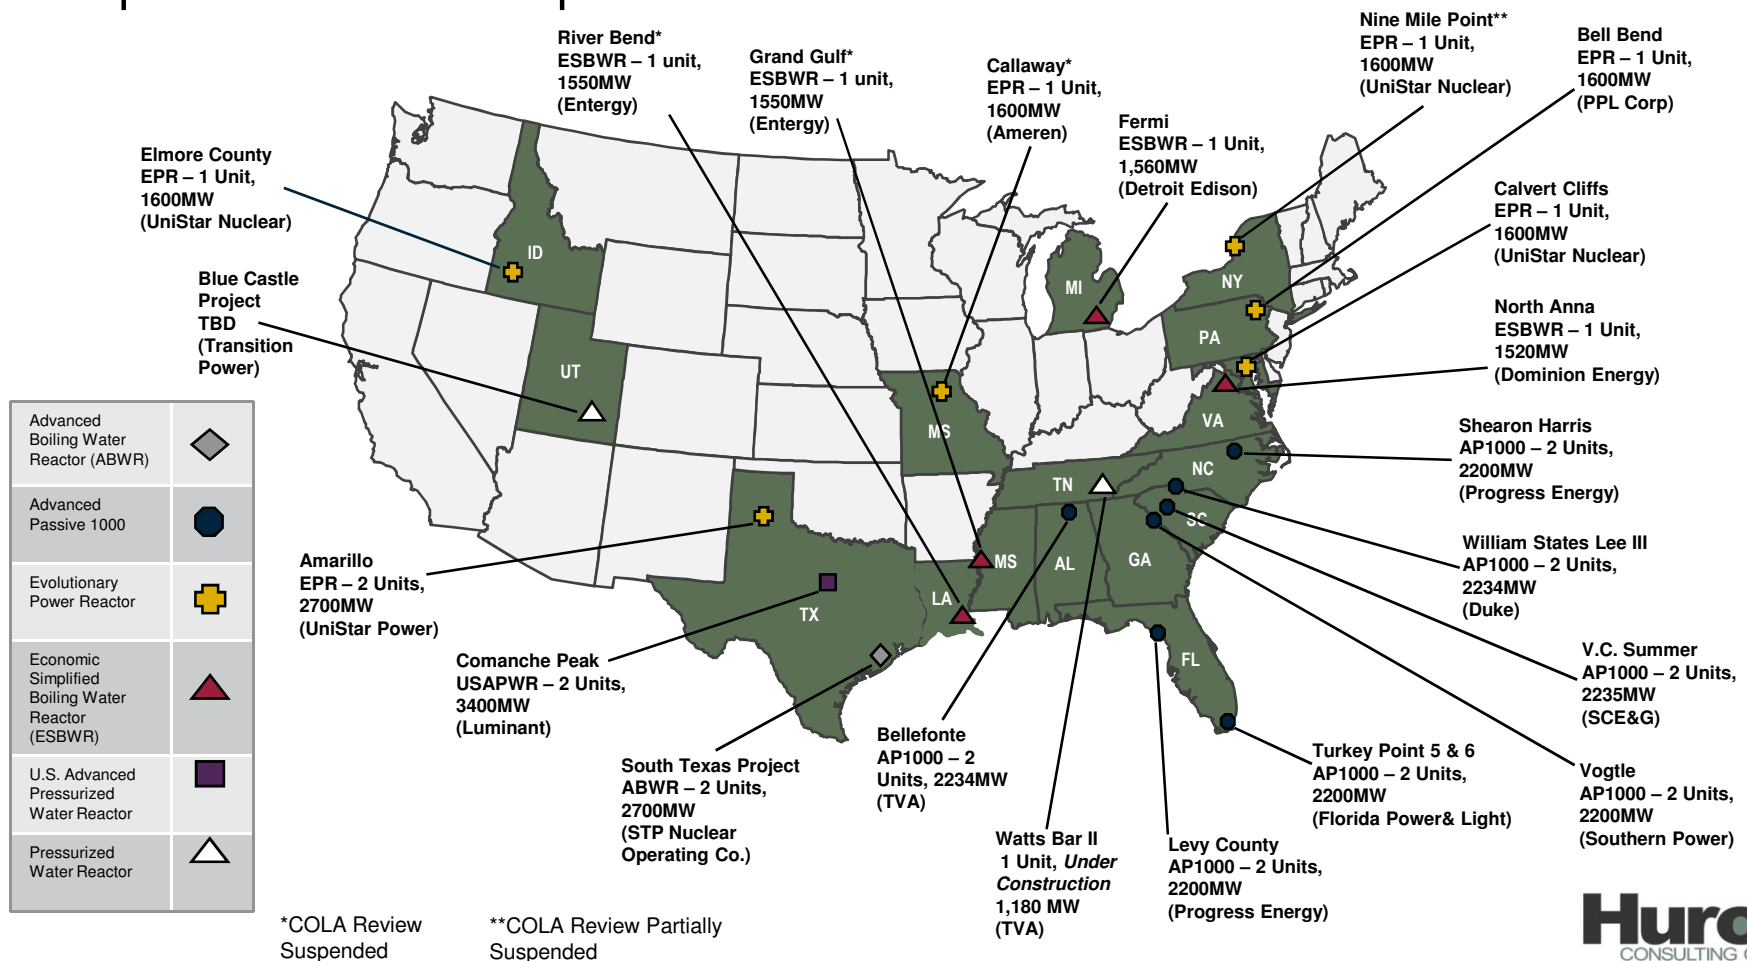 River Bend*
ESBWR – 1 unit,
1550MW
(Entergy)
Grand Gulf*
ESBWR – 1 unit,
1550MW
(Entergy)
Callaway*
EPR – 1 Unit,
1600MW
(Ameren)
Fermi
ESBWR – 1 Unit,
1,560MW
(Detroit Edison)
Nine Mile Point**
EPR – 1 Unit,
1600MW
(UniStar Nuclear)
Bell Bend
EPR – 1 Unit,
1600MW
(PPL Corp)
Elmore County
EPR – 1 Unit,
1600MW
(UniStar Nuclear)
Calvert Cliffs
EPR – 1 Unit,
1600MW
(UniStar Nuclear)
Blue Castle
Project
TBD
(Transition
Power)
North Anna
ESBWR – 1 Unit,
1520MW
(Dominion Energy)
Shearon Harris
AP1000 – 2 Units,
2200MW
(Progress Energy)
William States Lee III
AP1000 – 2 Units,
2234MW
(Duke)
V.C. Summer
AP1000 – 2 Units,
2235MW
(SCE&G)
Vogtle
AP1000 – 2 Units,
2200MW
(Southern Power)
Turkey Point 5 & 6
AP1000 – 2 Units,
2200MW
(Florida Power& Light)
Levy County
AP1000 – 2 Units,
2200MW
(Progress Energy)
Watts Bar II
1 Unit, Under
Construction
1,180 MW
(TVA)
Bellefonte
AP1000 – 2
Units, 2234MW
(TVA)
South Texas Project
ABWR – 2 Units,
2700MW
(STP Nuclear
Operating Co.)
Comanche Peak
USAPWR – 2 Units,
3400MW
(Luminant)
Amarillo
EPR – 2 Units,
2700MW
(UniStar Power)
ID
UT
MI
NY
PA
MS
VA
NC
TN
SC
MS
AL
GA
LA
TX
FL
Advanced
Boiling Water
Reactor (ABWR)
Advanced
Passive 1000
Evolutionary
Power Reactor
Economic
Simplified
Boiling Water
Reactor
(ESBWR)
U.S. Advanced
Pressurized
Water Reactor
Pressurized
Water Reactor
*COLA Review
Suspended
**COLA Review Partially
Suspended
CONSULTING